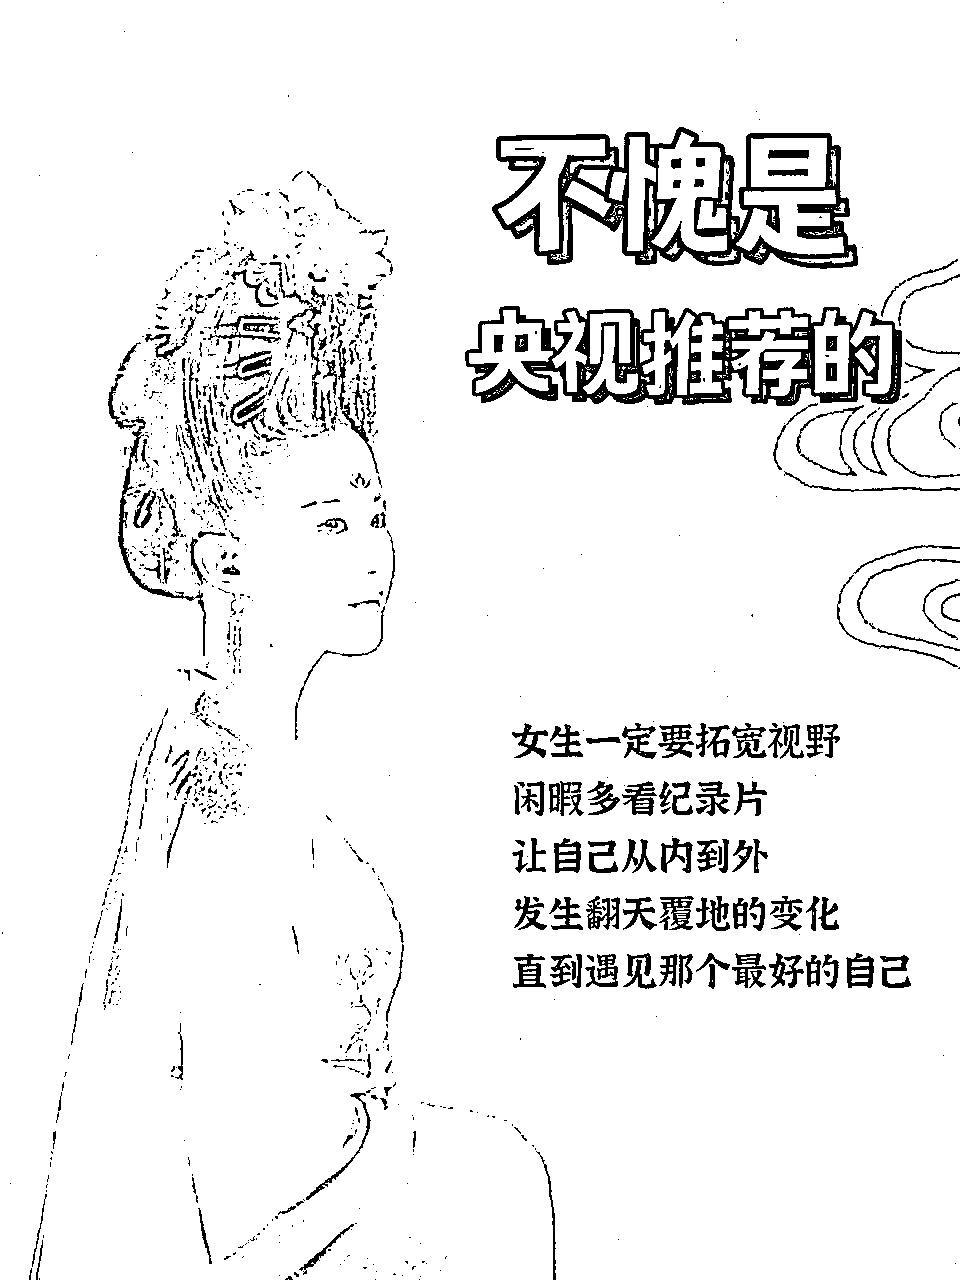 不愧是
央视推荐的
女生一定要拓宽视野
闲暇多看纪录片
让自己从内到外
发生翻天覆地的变化
直到遇见那个最好的自己